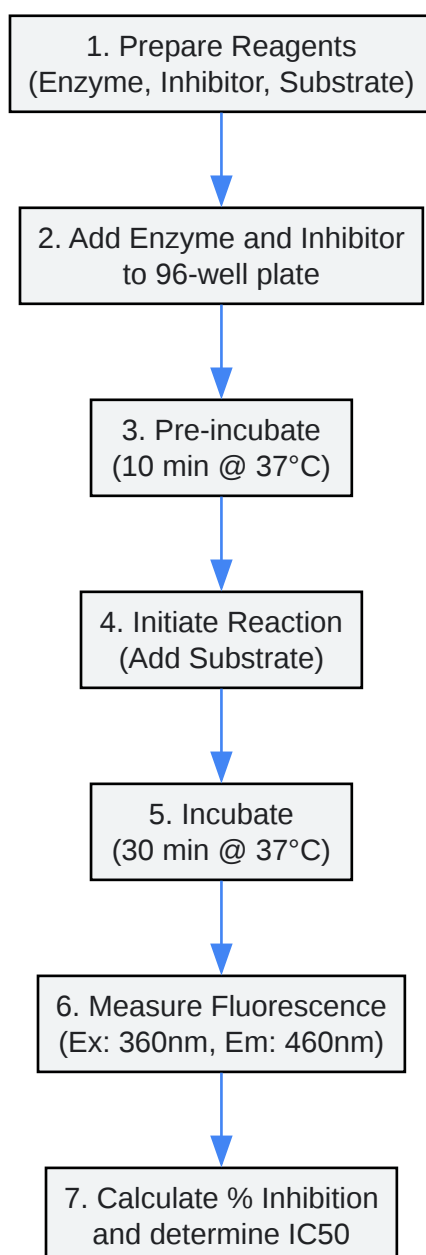 1. Prepare Reagents
(Enzyme, Inhibitor, Substrate)
2. Add Enzyme and Inhibitor
to 96-well plate
3. Pre-incubate
(10 min @ 37°C)
4. Initiate Reaction
(Add Substrate)
5. Incubate
(30 min @ 37°C)
6. Measure Fluorescence
(Ex: 360nm, Em: 460nm)
7. Calculate % Inhibition
and determine IC50